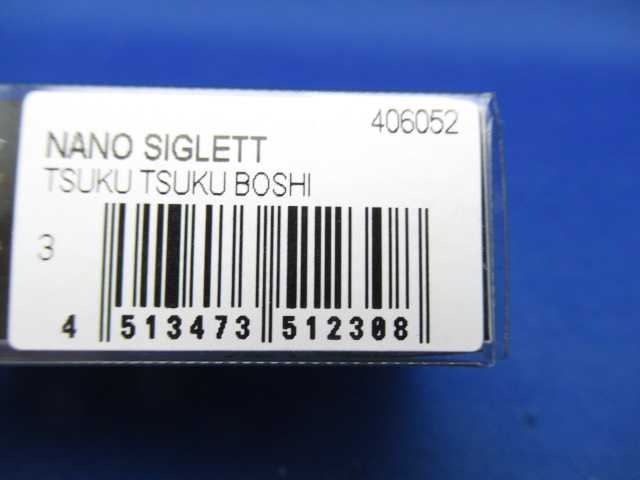 406052
NANO SIGLETT
TSUKU TSUKU BOSHI
3
4 513473 512308